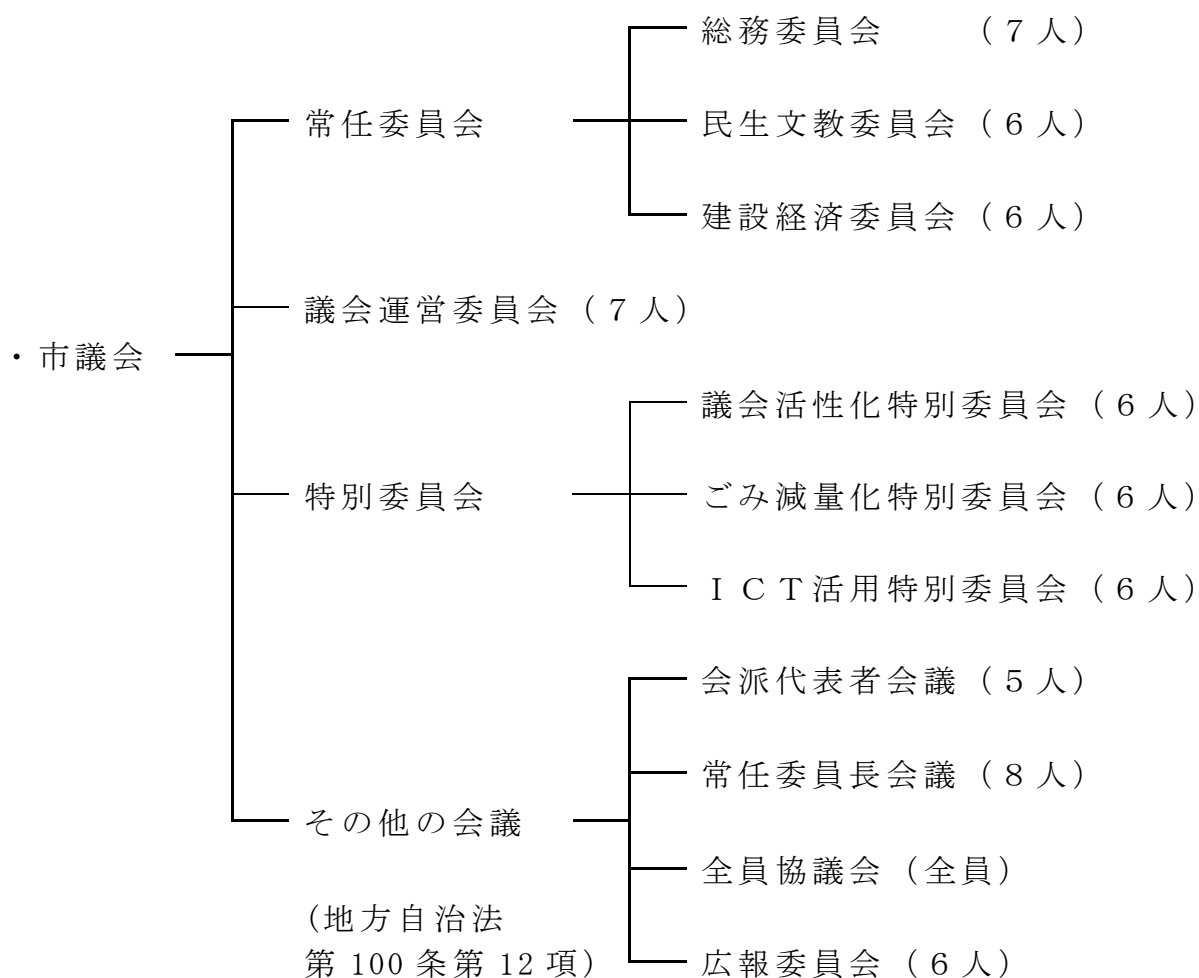 総務委員会 （７人）
常任委員会
民生文教委員会（６人）
建設経済委員会（６人）
議会運営委員会（７人）
・市議会
議会活性化特別委員会（６人）
特別委員会
ごみ減量化特別委員会（６人）
ＩＣＴ活用特別委員会（６人）
会派代表者会議（５人）
常任委員長会議（８人）
その他の会議
全員協議会（全員）
(地方自治法
第 100 条第 12 項）
広報委員会（６人）